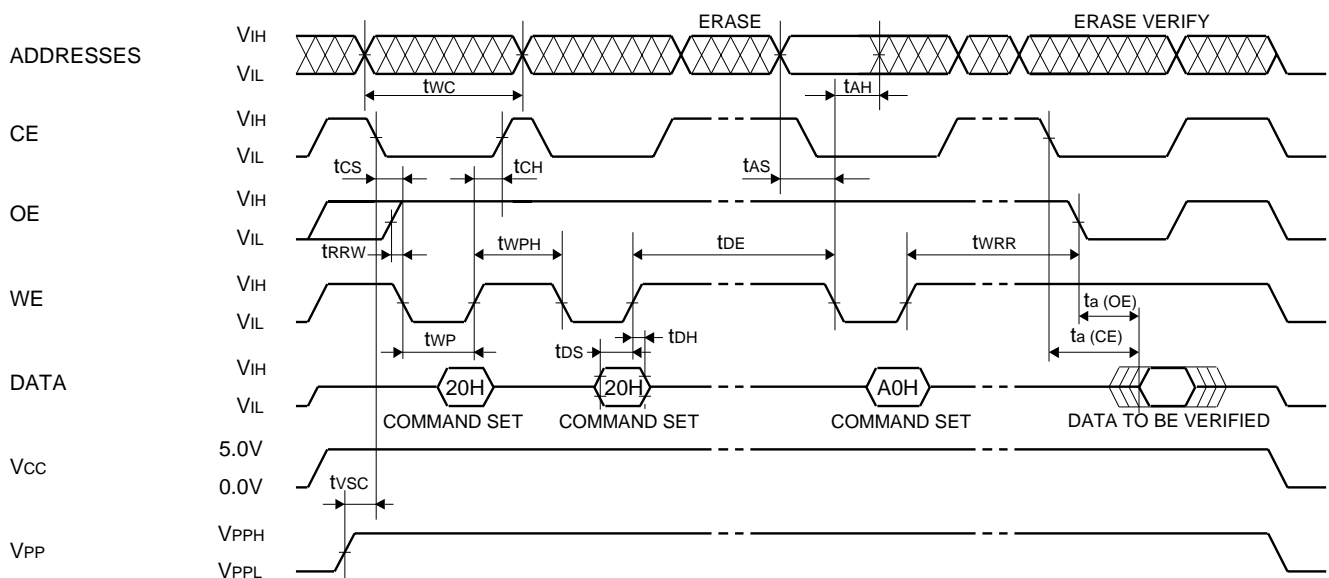 ERASE ERASE VERIFY
ADDRESSES VIH
VIL
tWC tAH
CE VIH
VIL
tCS tCH tAS
OE VIH
VIL
tRRW tWPH tDE tWRR
WE VIH
VIL
ta (OE)
tWP tDS tDH ta (CE)
DATA VIH
VIL
20H 20H A0H
COMMAND SET COMMAND SET COMMAND SET DATA TO BE VERIFIED
VCC 5.0V
0.0V
tVSC
VPP VPPH
VPPL